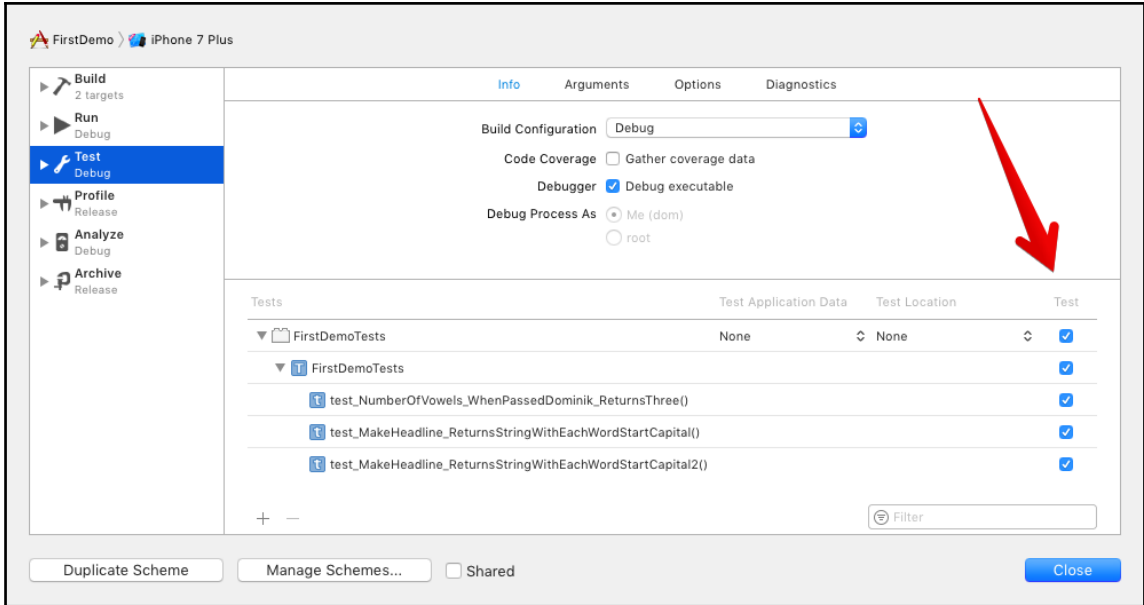 FirstDemo iPhone 7 Plus
Build
2 targets
Run
Debug
Test
Debug
Profile
Release
Analyze
Debug
Archive
Release
Info Arguments Options Diagnostics
Build Configuration Debug
Code Coverage Gather coverage data
Debugger Debug executable
Debug Process As Me (dom)
root
Tests Test Application Data Test Location Test
FirstDemoTests None None
T FirstDemoTests
t test_NumberOfVowels_WhenPassedDominik_ReturnsThree()
t test_MakeHeadline_ReturnsStringWithEachWordStartCapital()
t test_MakeHeadline_ReturnsStringWithEachWordStartCapital2()
+ − Filter
Duplicate Scheme Manage Schemes... Shared Close